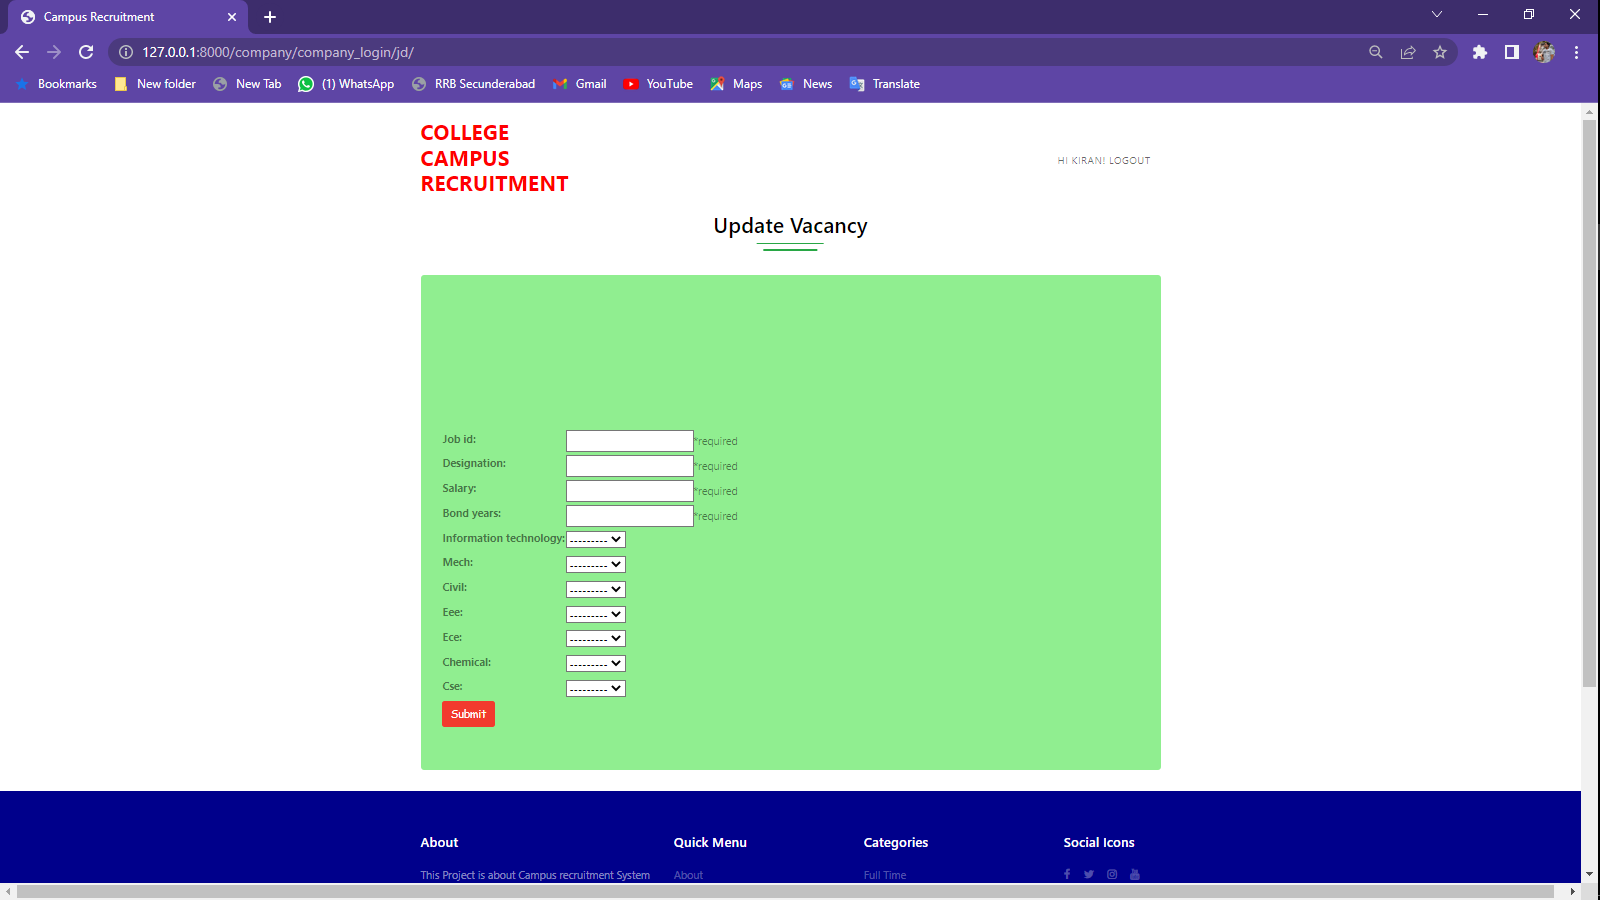 Campus Recruitment
127.0.0.1:8000/company/company_login/jd/
Bookmarks New folder New Tab (1) WhatsApp RRB Secunderabad Gmail YouTube Maps News Translate
COLLEGE
CAMPUS
RECRUITMENT
HI KIRAN! LOGOUT
Update Vacancy
Job id: *required
Designation: *required
Salary: *required
Bond years: *required
Information technology: ---------
Mech: ---------
Civil: ---------
Eee: ---------
Ece: ---------
Chemical: ---------
Cse: ---------
Submit
About Quick Menu Categories Social Icons
This Project is about Campus recruitment System About Full Time